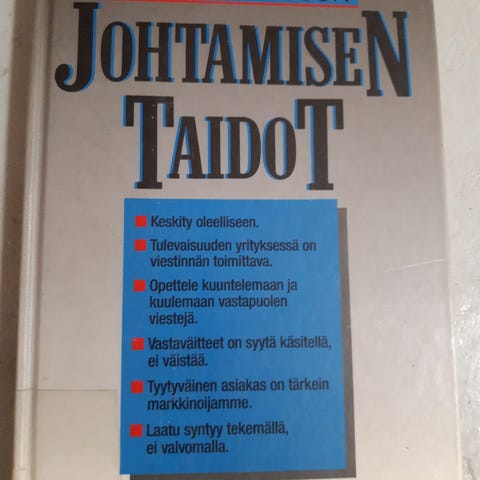 JOHTAMISEN
TAIDOT
Keskity oleelliseen.
Tulevaisuuden yrityksessä on
viestinnän toimittava.
Opettele kuuntelemaan ja
kuulemaan vastapuolen
viestejä.
Vastaväitteet on syytä käsitellä,
ei väistää.
Tyytyväinen asiakas on tärkein
markkinoijamme.
Laatu syntyy tekemällä,
ei valvomalla.